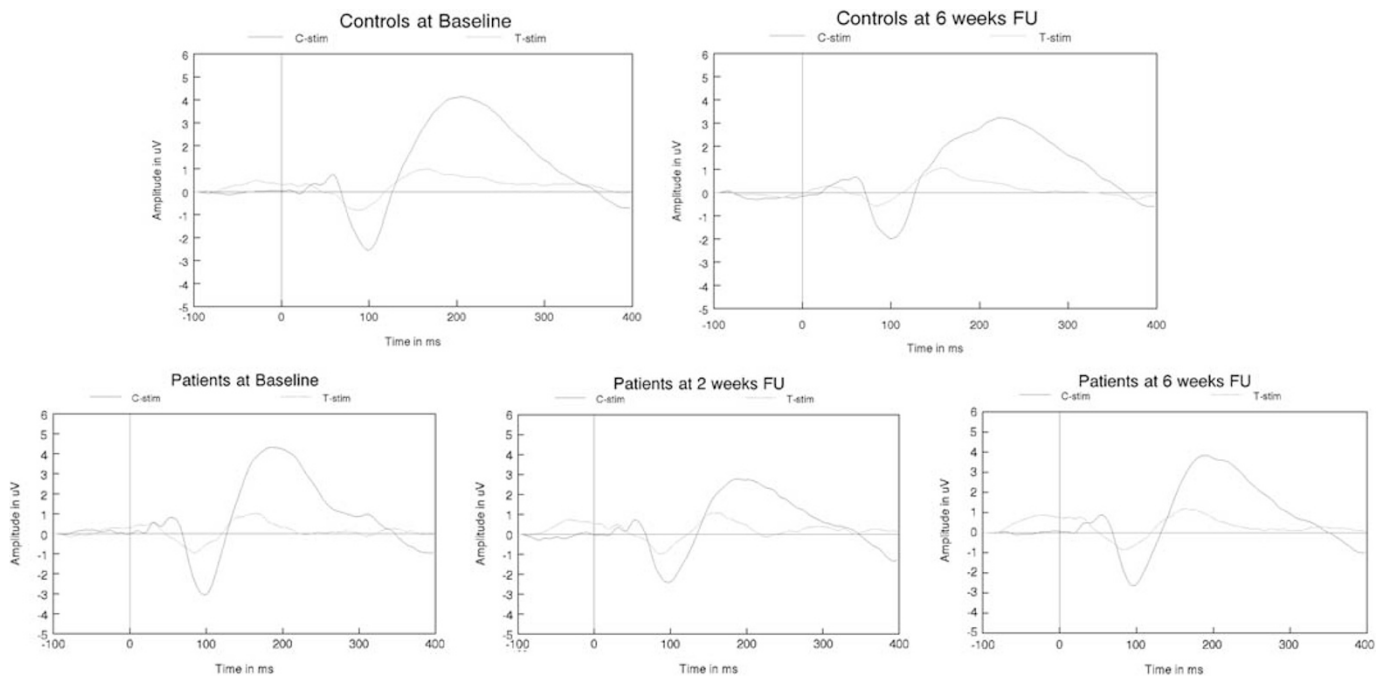 Controls at Baseline
C-stim T-stim
6
5
4
3
2
1
0
-1
-2
-3
-4
-5
Amplitude in uV
-100 0 100 200 300 400
Time in ms
Controls at 6 weeks FU
C-stim T-stim
6
5
4
3
2
1
0
-1
-2
-3
-4
-5
Amplitude in uV
-100 0 100 200 300 400
Time in ms
Patients at Baseline
C-stim T-stim
6
5
4
3
2
1
0
-1
-2
-3
-4
-5
Amplitude in uV
-100 0 100 200 300 400
Time in ms
Patients at 2 weeks FU
C-stim T-stim
6
5
4
3
2
1
0
-1
-2
-3
-4
-5
Amplitude in uV
0 100 200 300 400
Time in ms
Patients at 6 weeks FU
C-stim T-stim
6
5
4
3
2
1
0
-1
-2
-3
-4
-5
Amplitude in uV
-100 0 100 200 300 400
Time in ms